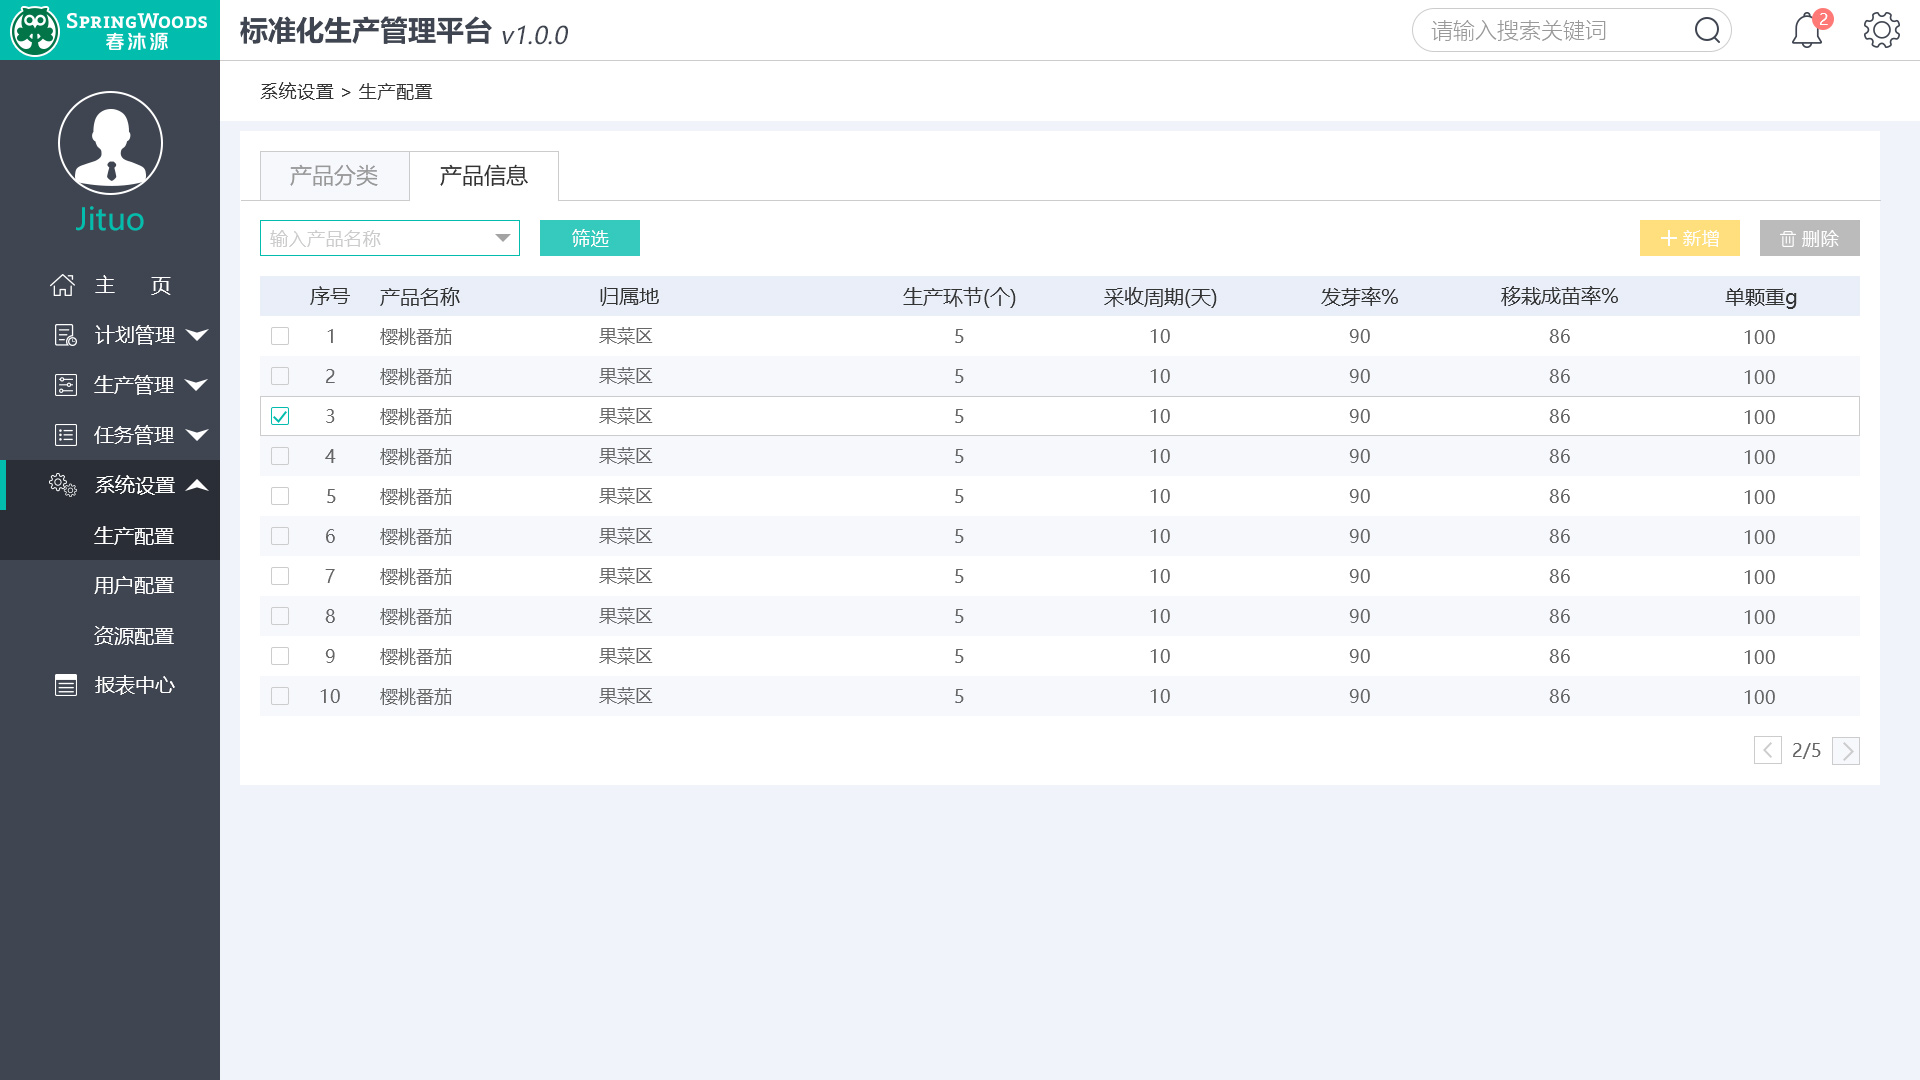 SPRINGWOODS
春沐源
标准化生产管理平台 v1.0.0
请输入搜索关键词
2
系统设置 > 生产配置
Jituo
主 页
计划管理
生产管理
任务管理
系统设置
生产配置
用户配置
资源配置
报表中心
产品分类 产品信息
输入产品名称 筛选 新增 删除
序号 产品名称 归属地 生产环节(个) 采收周期(天) 发芽率% 移栽成苗率% 单颗重g
1 樱桃番茄 果菜区 5 10 90 86 100
2 樱桃番茄 果菜区 5 10 90 86 100
3 樱桃番茄 果菜区 5 10 90 86 100
4 樱桃番茄 果菜区 5 10 90 86 100
5 樱桃番茄 果菜区 5 10 90 86 100
6 樱桃番茄 果菜区 5 10 90 86 100
7 樱桃番茄 果菜区 5 10 90 86 100
8 樱桃番茄 果菜区 5 10 90 86 100
9 樱桃番茄 果菜区 5 10 90 86 100
10 樱桃番茄 果菜区 5 10 90 86 100
2/5